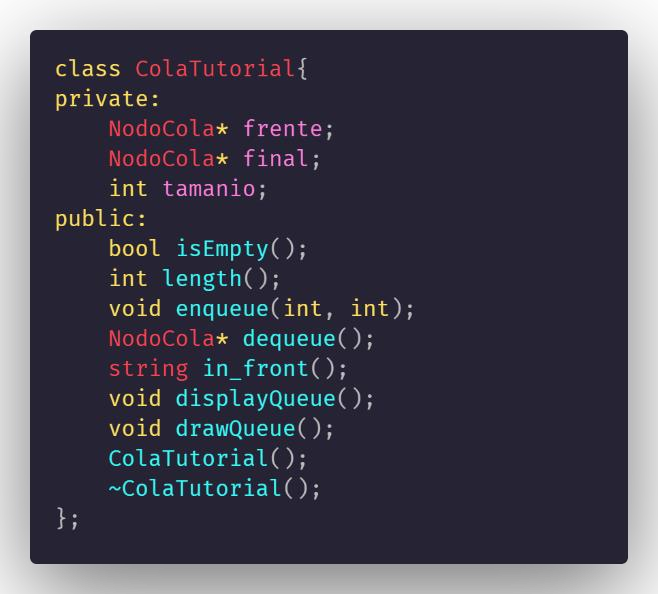 class ColaTutorial{
private:
    NodoCola* frente;
    NodoCola* final;
    int tamanio;
public:
    bool isEmpty();
    int length();
    void enqueue(int, int);
    NodoCola* dequeue();
    string in_front();
    void displayQueue();
    void drawQueue();
    ColaTutorial();
    ~ColaTutorial();
};